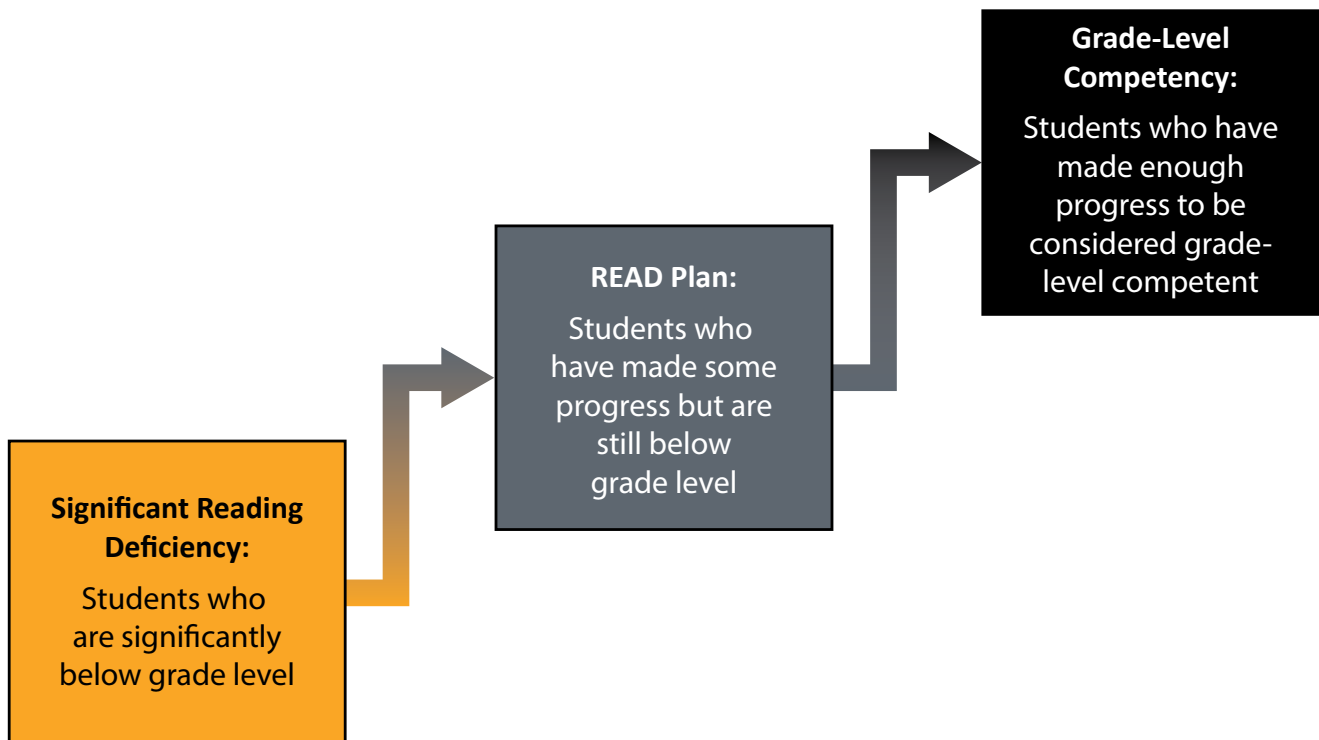 Significant Reading
Deficiency:
Students who
are significantly
below grade level
READ Plan:
Students who
have made some
progress but are
still below
grade level
Grade-Level
Competency:
Students who have
made enough
progress to be
considered grade-
level competent